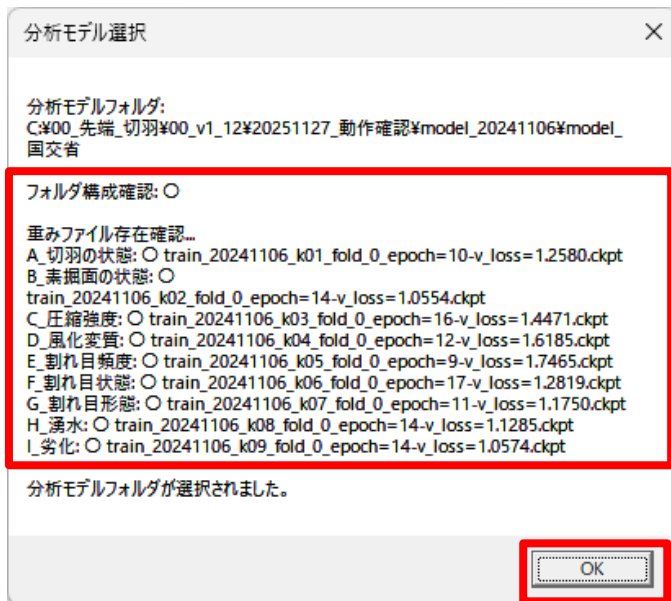 分析モデル選択
分析モデルフォルダ:
C:¥00_先端_切羽¥00_v1_12¥20251127_動作確認¥model_20241106¥model_
国交省
フォルダ構成確認: 〇
重みファイル存在確認...
A_切羽の状態: 〇 train_20241106_k01_fold_0_epoch=10-v_loss=1.2580.ckpt
B_素掘面の状態: 〇
train_20241106_k02_fold_0_epoch=14-v_loss=1.0554.ckpt
C_圧縮強度: 〇 train_20241106_k03_fold_0_epoch=16-v_loss=1.4471.ckpt
D_風化変質: 〇 train_20241106_k04_fold_0_epoch=12-v_loss=1.6185.ckpt
E_割れ目頻度: 〇 train_20241106_k05_fold_0_epoch=9-v_loss=1.7465.ckpt
F_割れ目状態: 〇 train_20241106_k06_fold_0_epoch=17-v_loss=1.2819.ckpt
G_割れ目形態: 〇 train_20241106_k07_fold_0_epoch=11-v_loss=1.1750.ckpt
H_湧水: 〇 train_20241106_k08_fold_0_epoch=14-v_loss=1.1285.ckpt
I_劣化: 〇 train_20241106_k09_fold_0_epoch=14-v_loss=1.0574.ckpt
分析モデルフォルダが選択されました。
OK